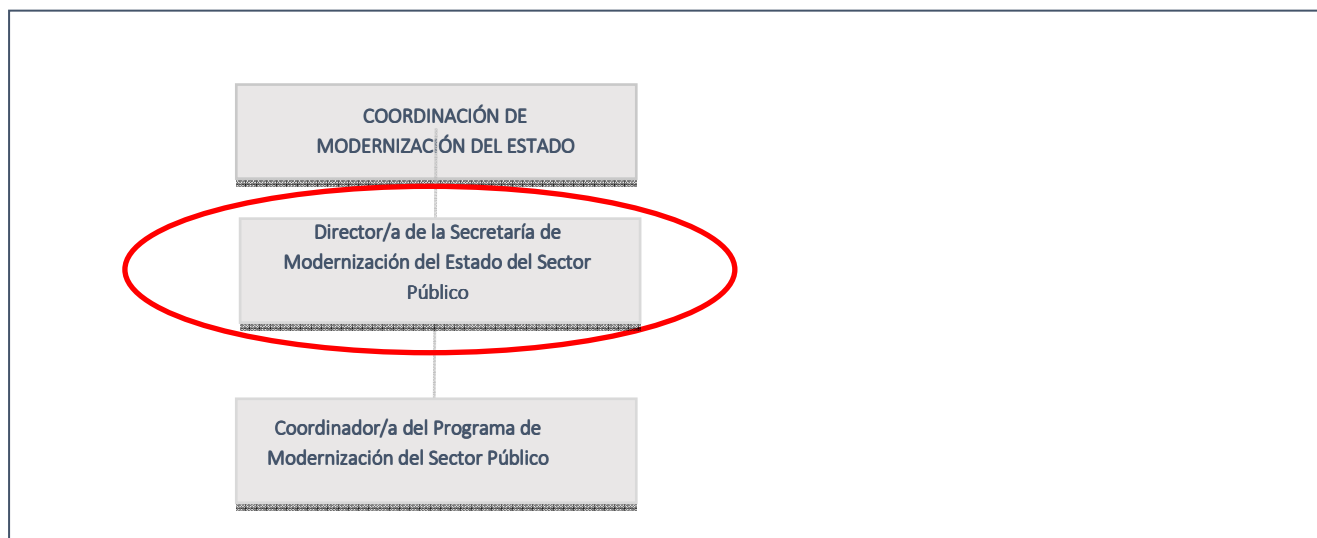 COORDINACIÓN DE
MODERNIZACIÓN DEL ESTADO
Director/a de la Secretaría de
Modernización del Estado del Sector
Público
Coordinador/a del Programa de
Modernización del Sector Público